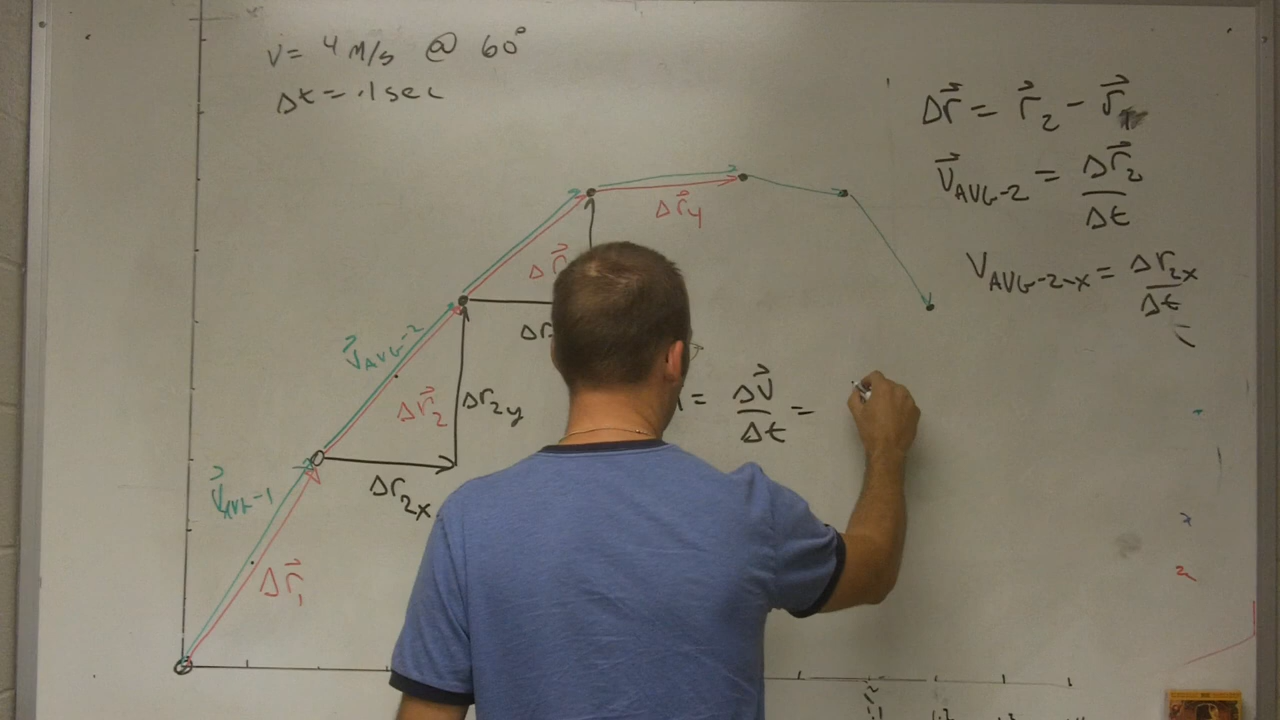 v = 4 m/s @ 60°
Δt = .1 sec
Δr⃗ = r⃗₂ - r⃗₁
v⃗AVG-2 = Δr⃗₂/Δt
VAVG-2-x = Δr₂ₓ/Δt
Δr⃗₄
v⃗AVG-2
Δr⃗₂
Δr₂y
= Δv⃗/Δt =
v⃗AVG-1
Δr₂ₓ
Δr⃗₁